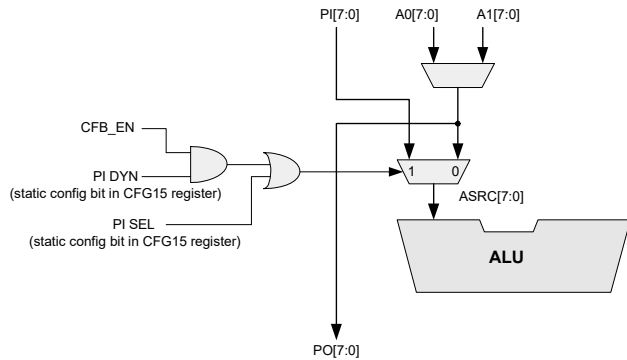 PI[7:0]
A0[7:0]
A1[7:0]
CFB_EN
PI DYN
(static config bit in CFG15 register)
1
0
PI SEL
(static config bit in CFG15 register)
ASRC[7:0]
ALU
PO[7:0]